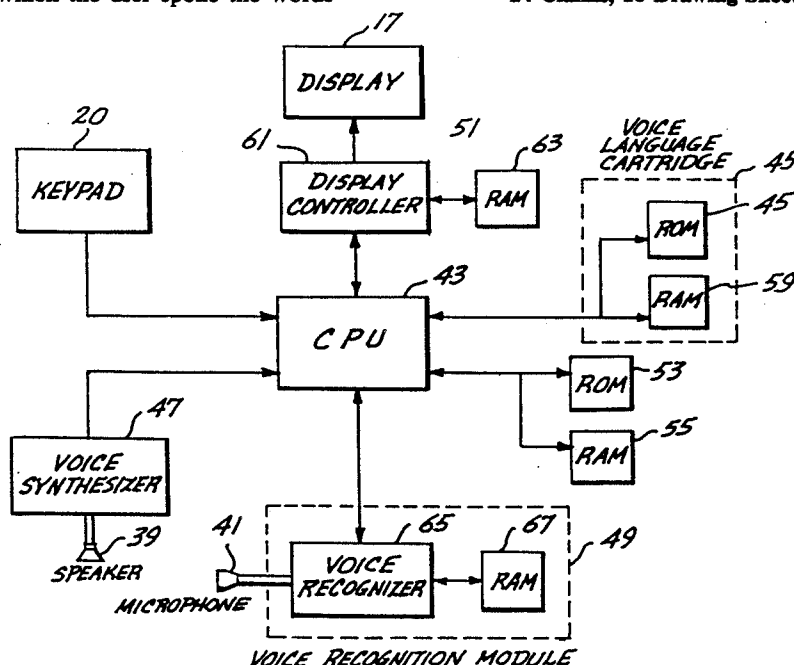 17
DISPLAY
20
KEYPAD
61
DISPLAY
CONTROLLER
51
63
RAM
VOICE
LANGUAGE
CARTRIDGE
45
ROM
45
RAM
59
43
CPU
ROM
53
RAM
55
47
VOICE
SYNTHESIZER
39
SPEAKER
41
MICROPHONE
65
VOICE
RECOGNIZER
67
RAM
49
VOICE RECOGNITION MODULE